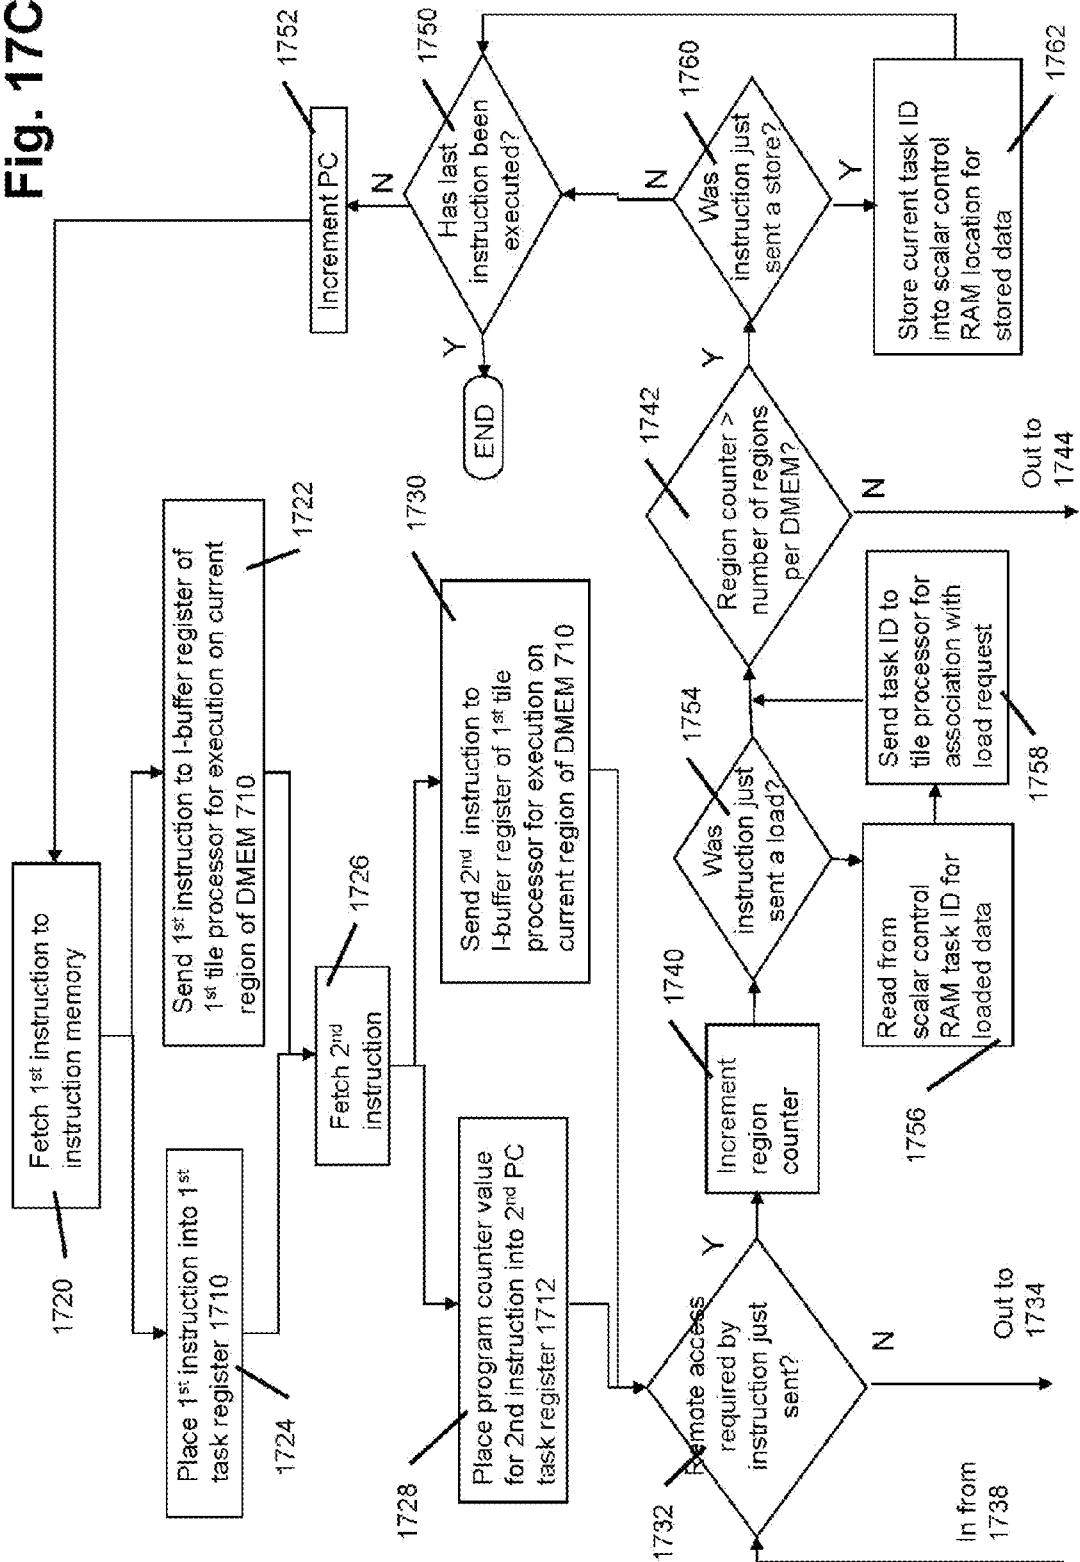 Fig. 17C
Fetch 1st instruction to
instruction memory
1720
Place 1st instruction into 1st
task register 1710
1724
Send 1st instruction to I-buffer register of
1st tile processor for execution on current
region of DMEM 710
1722
Fetch 2nd
instruction
1726
Place program counter value
for 2nd instruction into 2nd PC
task register 1712
1728
Send 2nd instruction to
I-buffer register of 1st tile
processor for execution on
current region of DMEM 710
1730
Increment PC
1752
N
Has last
instruction been
executed?
1750
Y
END
Remote access
required by
instruction just
sent?
1732
Y
N
In from
1738
Out to
1734
Increment
region
counter
1740
Was
instruction just
sent a load?
1754
Read from
scalar control
RAM task ID for
loaded data
1756
Send task ID to
tile processor for
association with
load request
1758
Region counter >
number of regions
per DMEM?
1742
Y
N
Out to
1744
Was
instruction just
sent a store?
1760
N
Y
Store current task ID
into scalar control
RAM location for
stored data
1762